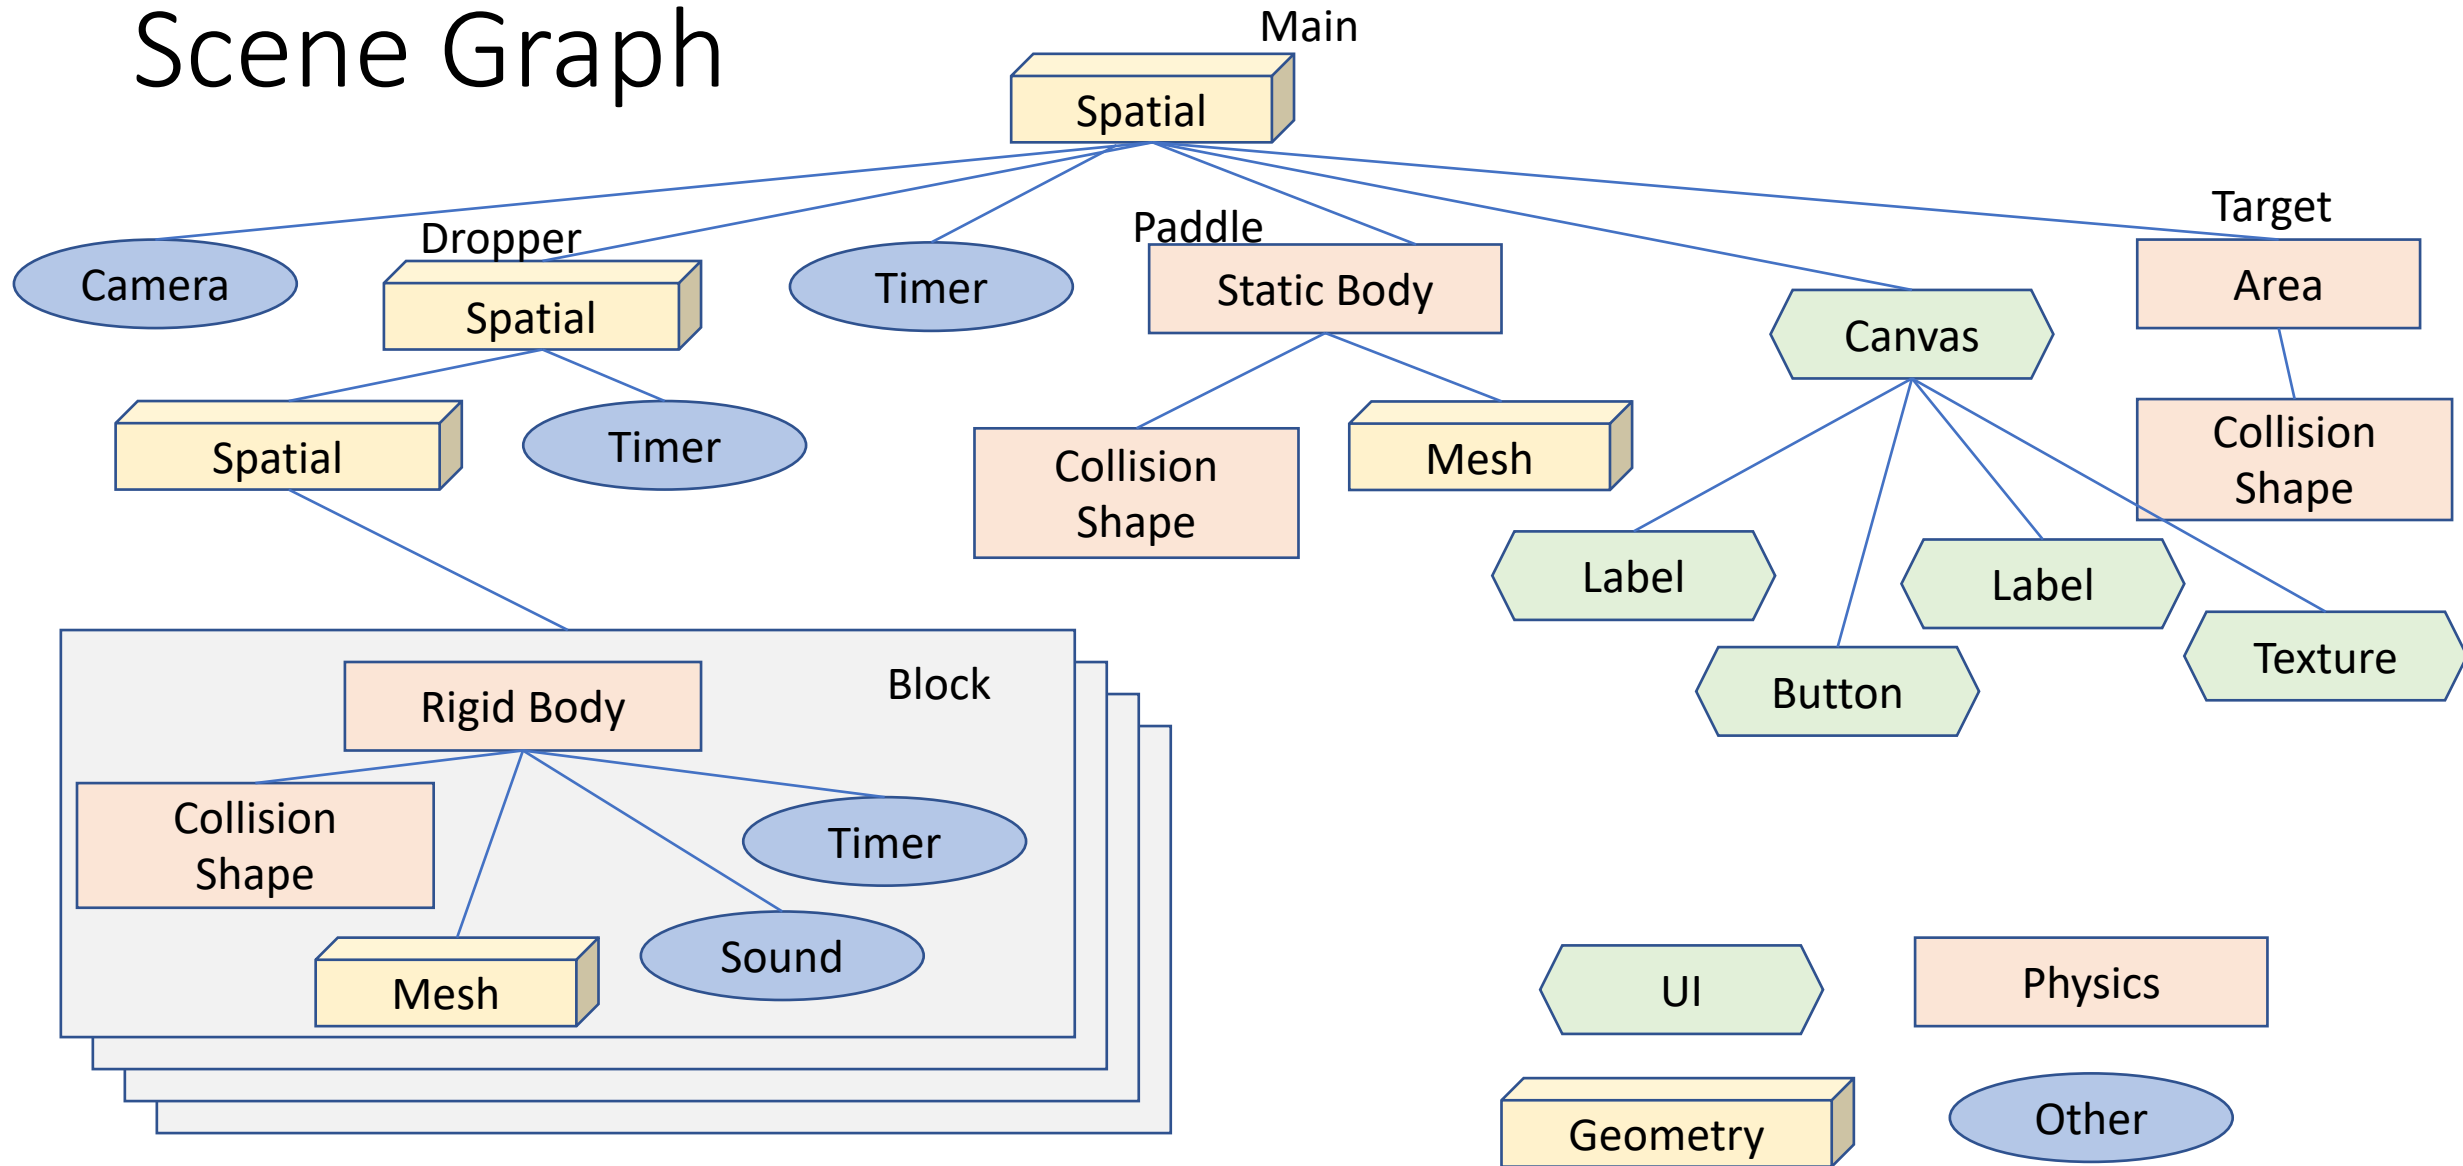 Scene Graph
Main
Spatial
Dropper
Paddle
Target
Camera
Spatial
Timer
Static Body
Canvas
Area
Spatial
Timer
Collision
Shape
Mesh
Collision
Shape
Label
Button
Label
Texture
Block
Rigid Body
Collision
Shape
Timer
Mesh
Sound
UI
Physics
Geometry
Other